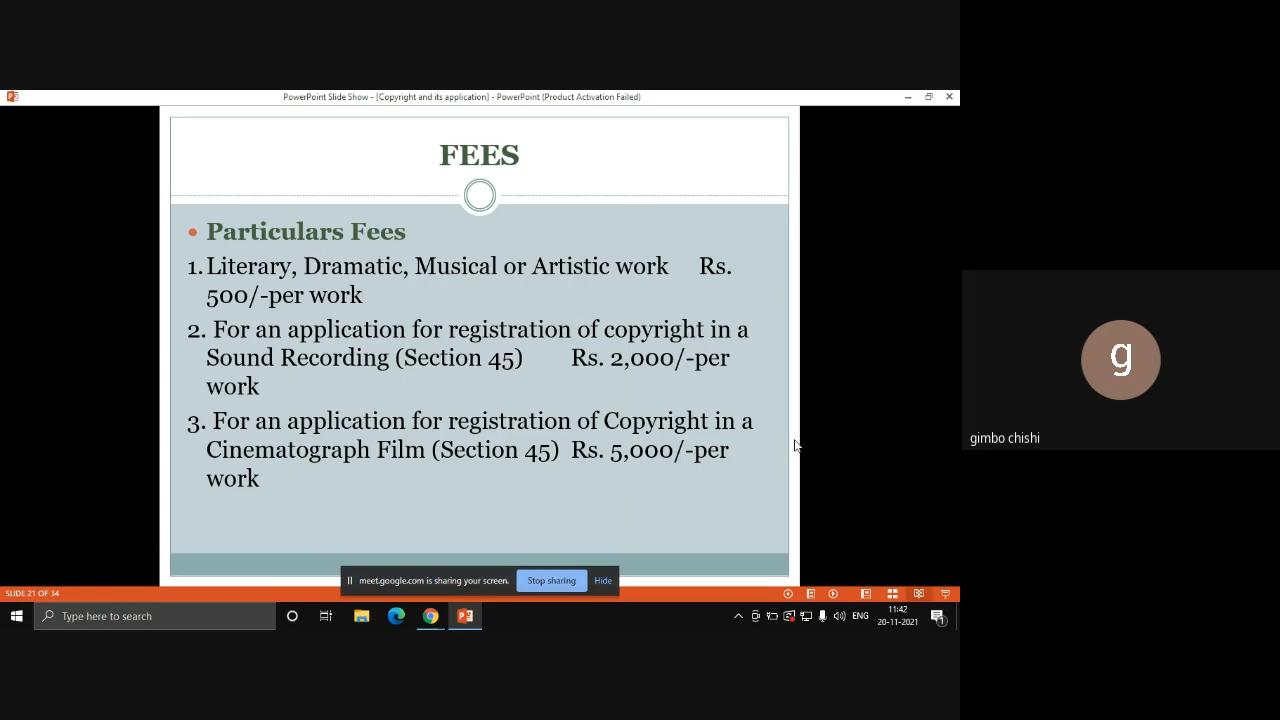 PowerPoint Slide Show - [Copyright and its application] - PowerPoint (Product Activation Failed)
FEES
• Particulars Fees
1. Literary, Dramatic, Musical or Artistic work Rs.
500/-per work
2. For an application for registration of copyright in a
Sound Recording (Section 45) Rs. 2,000/-per
work
3. For an application for registration of Copyright in a
Cinematograph Film (Section 45) Rs. 5,000/-per
work
meet.google.com is sharing your screen. Stop sharing Hide
SLIDE 21 OF 34
Type here to search
ENG
11:42
20-11-2021
1
g
gimbo chishi